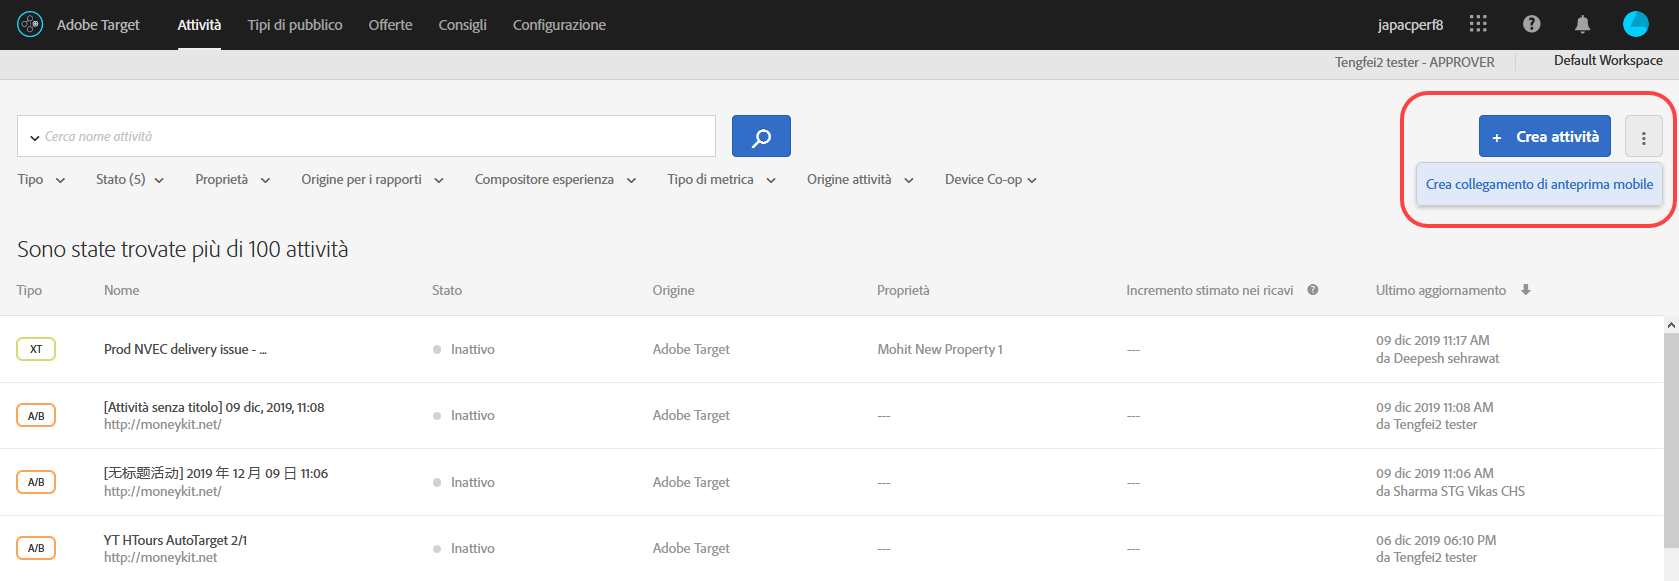 Adobe Target Attività Tipi di pubblico Offerte Consigli Configurazione japacperf8
Tengfei2 tester - APPROVER Default Workspace
Cerca nome attività
+ Crea attività
Crea collegamento di anteprima mobile
Tipo Stato (5) Proprietà Origine per i rapporti Compositore esperienza Tipo di metrica Origine attività Device Co-op
Sono state trovate più di 100 attività
Tipo Nome Stato Origine Proprietà Incremento stimato nei ricavi Ultimo aggiornamento
XT Prod NVEC delivery issue - ... Inattivo Adobe Target Mohit New Property 1 --- 09 dic 2019 11:17 AM
da Deepesh sehrawat
A/B [Attività senza titolo] 09 dic, 2019, 11:08 Inattivo Adobe Target --- --- 09 dic 2019 11:08 AM
http://moneykit.net/ da Tengfei2 tester
A/B [无标题活动] 2019 年 12 月 09 日 11:06 Inattivo Adobe Target --- --- 09 dic 2019 11:06 AM
http://moneykit.net/ da Sharma STG Vikas CHS
A/B YT HTours AutoTarget 2/1 Inattivo Adobe Target --- --- 06 dic 2019 06:10 PM
http://moneykit.net da Tengfei2 tester